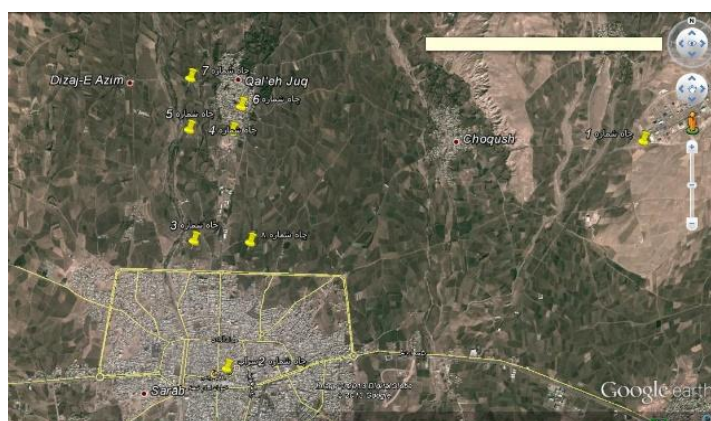 7 چاه شماره
Dizaj-E Azim
Qal'eh Juq
6 چاه شماره
5 چاه شماره
4 چاه شماره
Choqush
1 چاه شماره
3 چاه شماره
چاه شماره ۸
چاه شماره 2
Sarab
Google earth